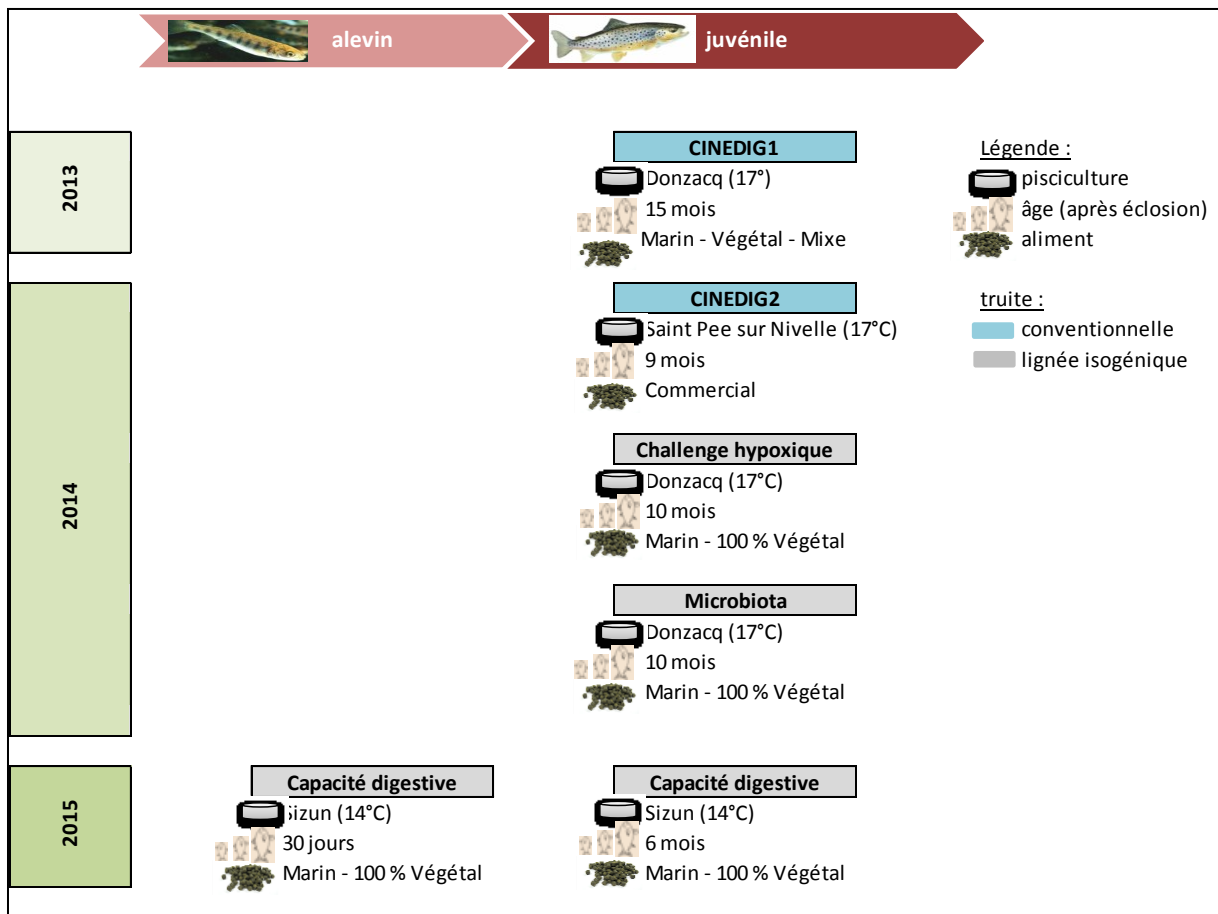 alevin
juvénile
2013
CINEDIG1
Donzacq (17°)
15 mois
Marin - Végétal - Mixe
Légende :
pisciculture
âge (après éclosion)
aliment
truite :
conventionnelle
lignée isogénique
2014
CINEDIG2
Saint Pee sur Nivelle (17°C)
9 mois
Commercial
Challenge hypoxique
Donzacq (17°C)
10 mois
Marin - 100 % Végétal
Microbiota
Donzacq (17°C)
10 mois
Marin - 100 % Végétal
2015
Capacité digestive
Sizun (14°C)
30 jours
Marin - 100 % Végétal
Capacité digestive
Sizun (14°C)
6 mois
Marin - 100 % Végétal